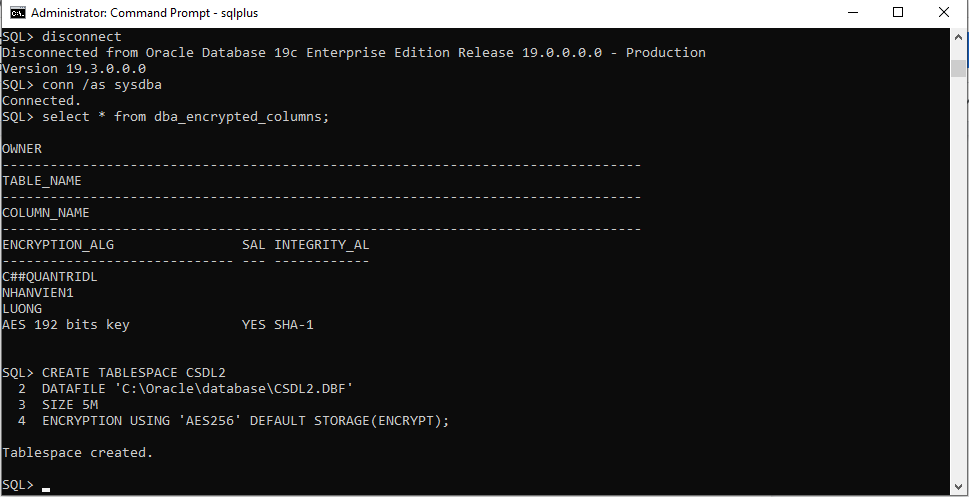 Administrator: Command Prompt - sqlplus
SQL> disconnect
Disconnected from Oracle Database 19c Enterprise Edition Release 19.0.0.0.0 - Production
Version 19.3.0.0.0
SQL> conn /as sysdba
Connected.
SQL> select * from dba_encrypted_columns;
OWNER
--------------------------------------------------------------------------------
TABLE_NAME
--------------------------------------------------------------------------------
COLUMN_NAME
--------------------------------------------------------------------------------
ENCRYPTION_ALG                SAL INTEGRITY_AL
----------------------------- --- ------------
C##QUANTRIDL
NHANVIEN1
LUONG
AES 192 bits key              YES SHA-1
SQL> CREATE TABLESPACE CSDL2
  2  DATAFILE 'C:\Oracle\database\CSDL2.DBF'
  3  SIZE 5M
  4  ENCRYPTION USING 'AES256' DEFAULT STORAGE(ENCRYPT);
Tablespace created.
SQL>